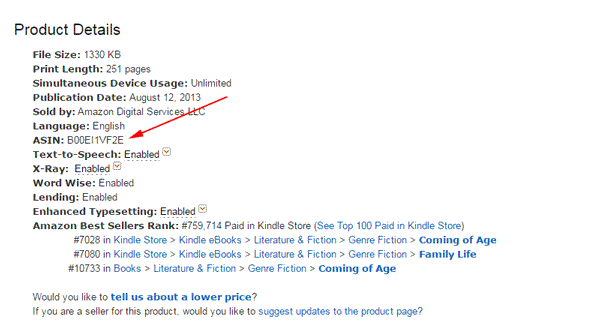 Product Details
File Size: 1330 KB
Print Length: 251 pages
Simultaneous Device Usage: Unlimited
Publication Date: August 12, 2013
Sold by: Amazon Digital Services LLC
Language: English
ASIN: B00EI1VF2E
Text-to-Speech: Enabled
X-Ray: Enabled
Word Wise: Enabled
Lending: Enabled
Enhanced Typesetting: Enabled
Amazon Best Sellers Rank: #759,714 Paid in Kindle Store (See Top 100 Paid in Kindle Store)
#7028 in Kindle Store > Kindle eBooks > Literature & Fiction > Genre Fiction > Coming of Age
#7080 in Kindle Store > Kindle eBooks > Literature & Fiction > Genre Fiction > Family Life
#10733 in Books > Literature & Fiction > Genre Fiction > Coming of Age
Would you like to tell us about a lower price?
If you are a seller for this product, would you like to suggest updates to the product page?